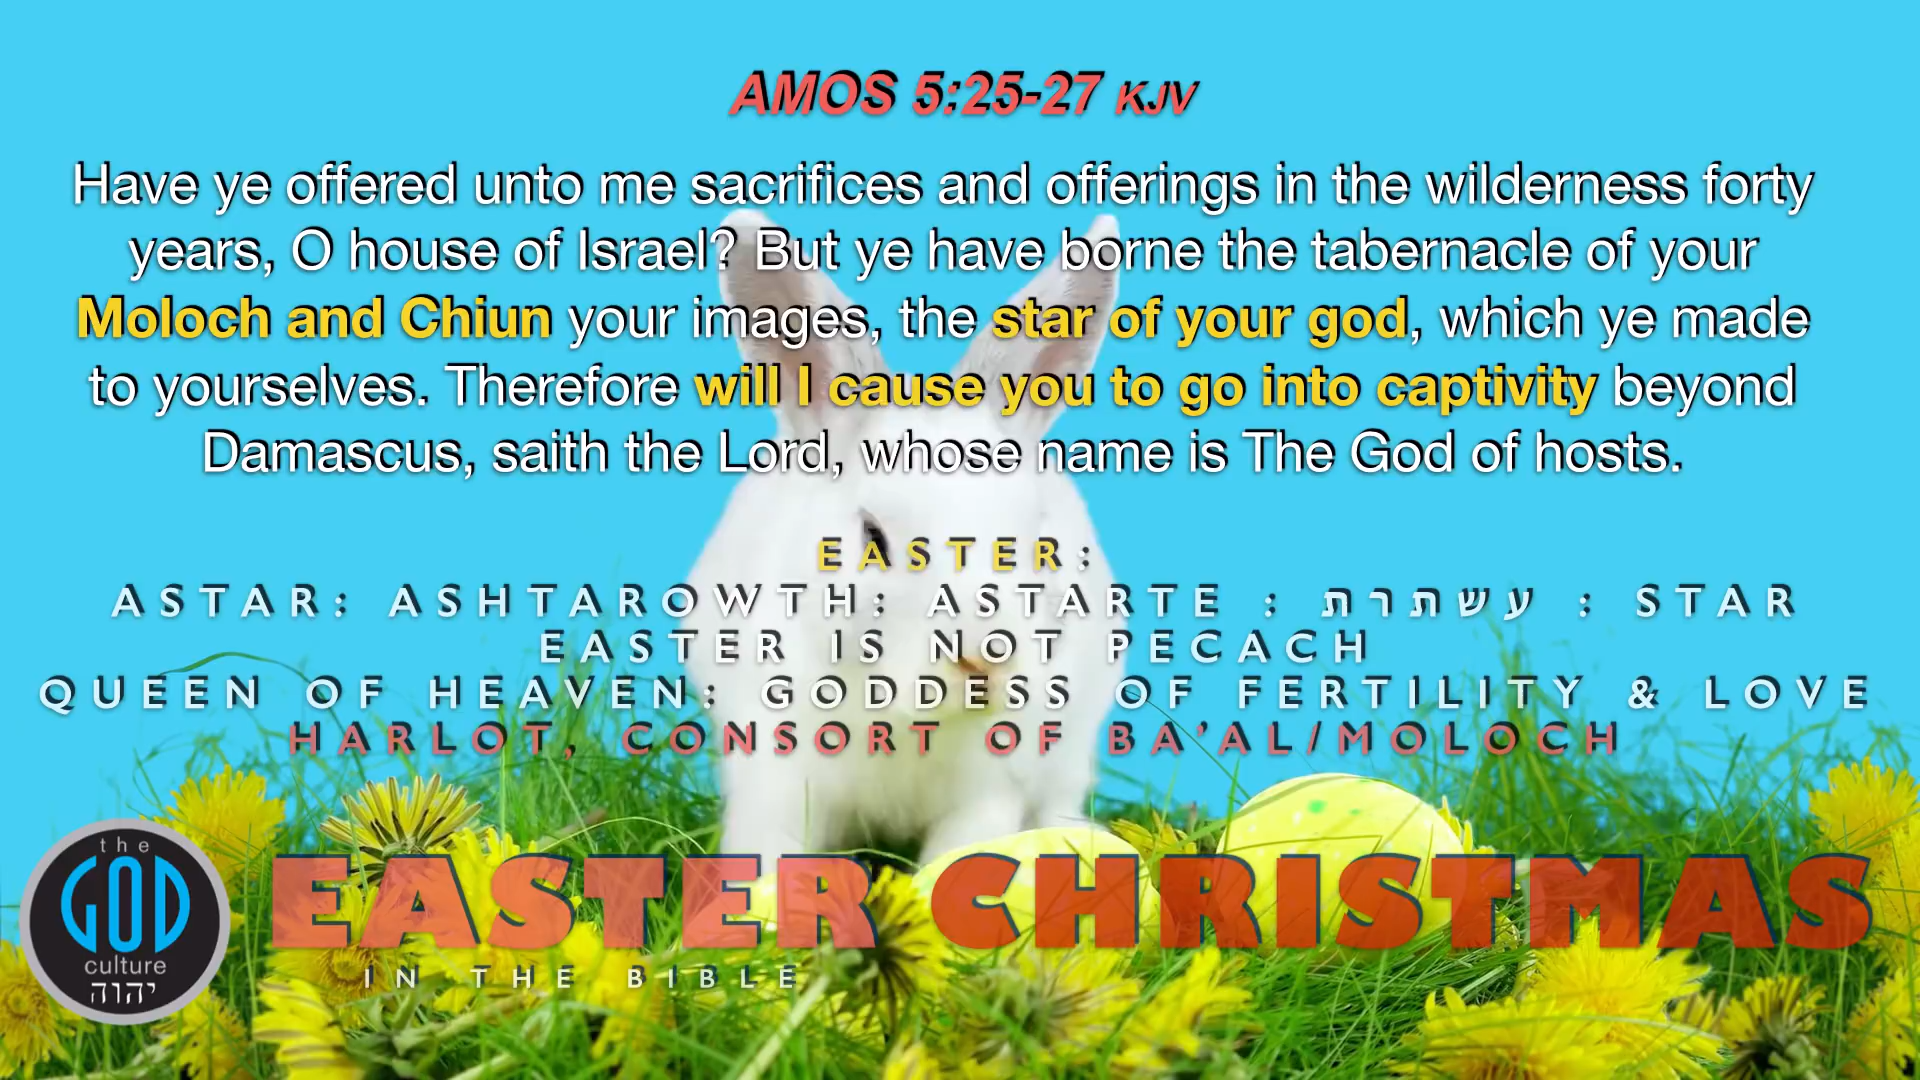 AMOS 5:25-27 KJV
Have ye offered unto me sacrifices and offerings in the wilderness forty
years, O house of Israel? But ye have borne the tabernacle of your
Moloch and Chiun your images, the star of your god, which ye made
to yourselves. Therefore will I cause you to go into captivity beyond
Damascus, saith the Lord, whose name is The God of hosts.
EASTER:
ASTAR: ASHTAROWTH: ASTARTE : עשתרת : STAR
EASTER IS NOT PECACH
QUEEN OF HEAVEN: GODDESS OF FERTILITY & LOVE
HARLOT, CONSORT OF BA'AL/MOLOCH
the
GOD
culture
יהוה
EASTER CHRISTMAS
IN THE BIBLE